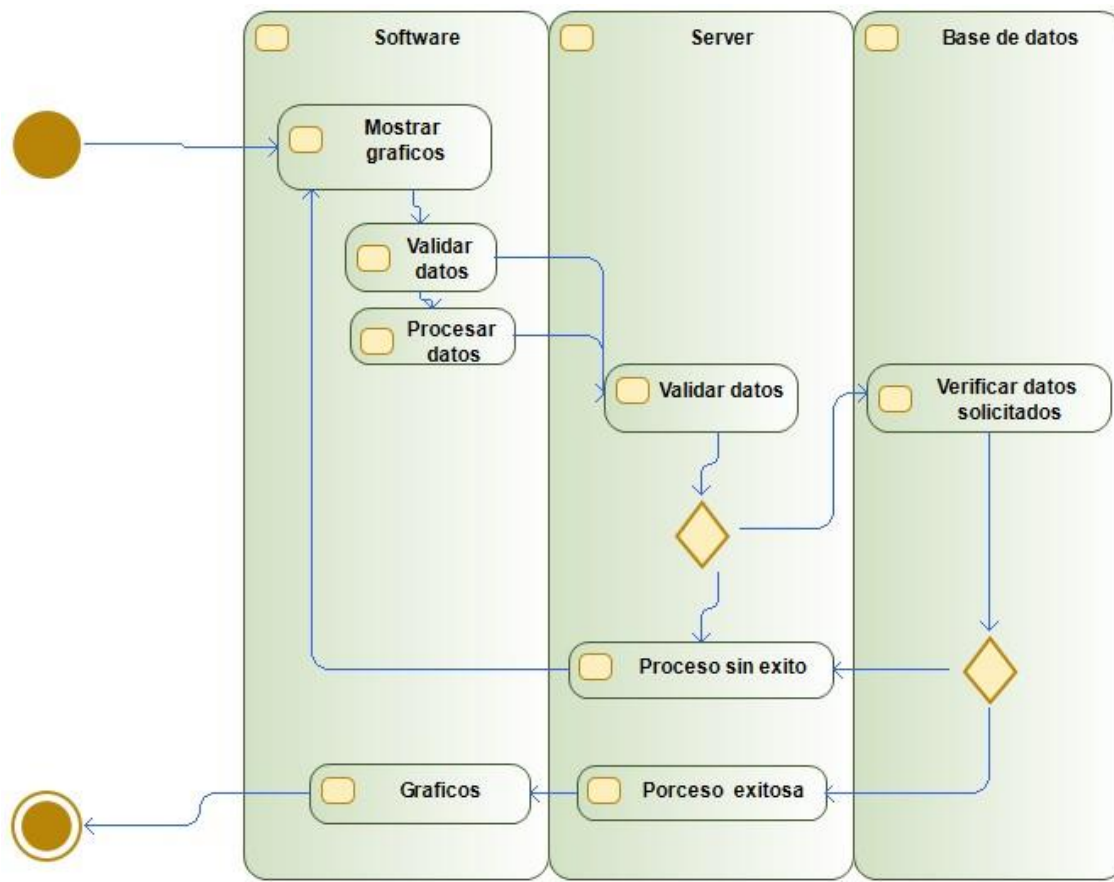 Software
Server
Base de datos
Mostrar
graficos
Validar
datos
Procesar
datos
Validar datos
Verificar datos
solicitados
Proceso sin exito
Graficos
Porceso exitosa